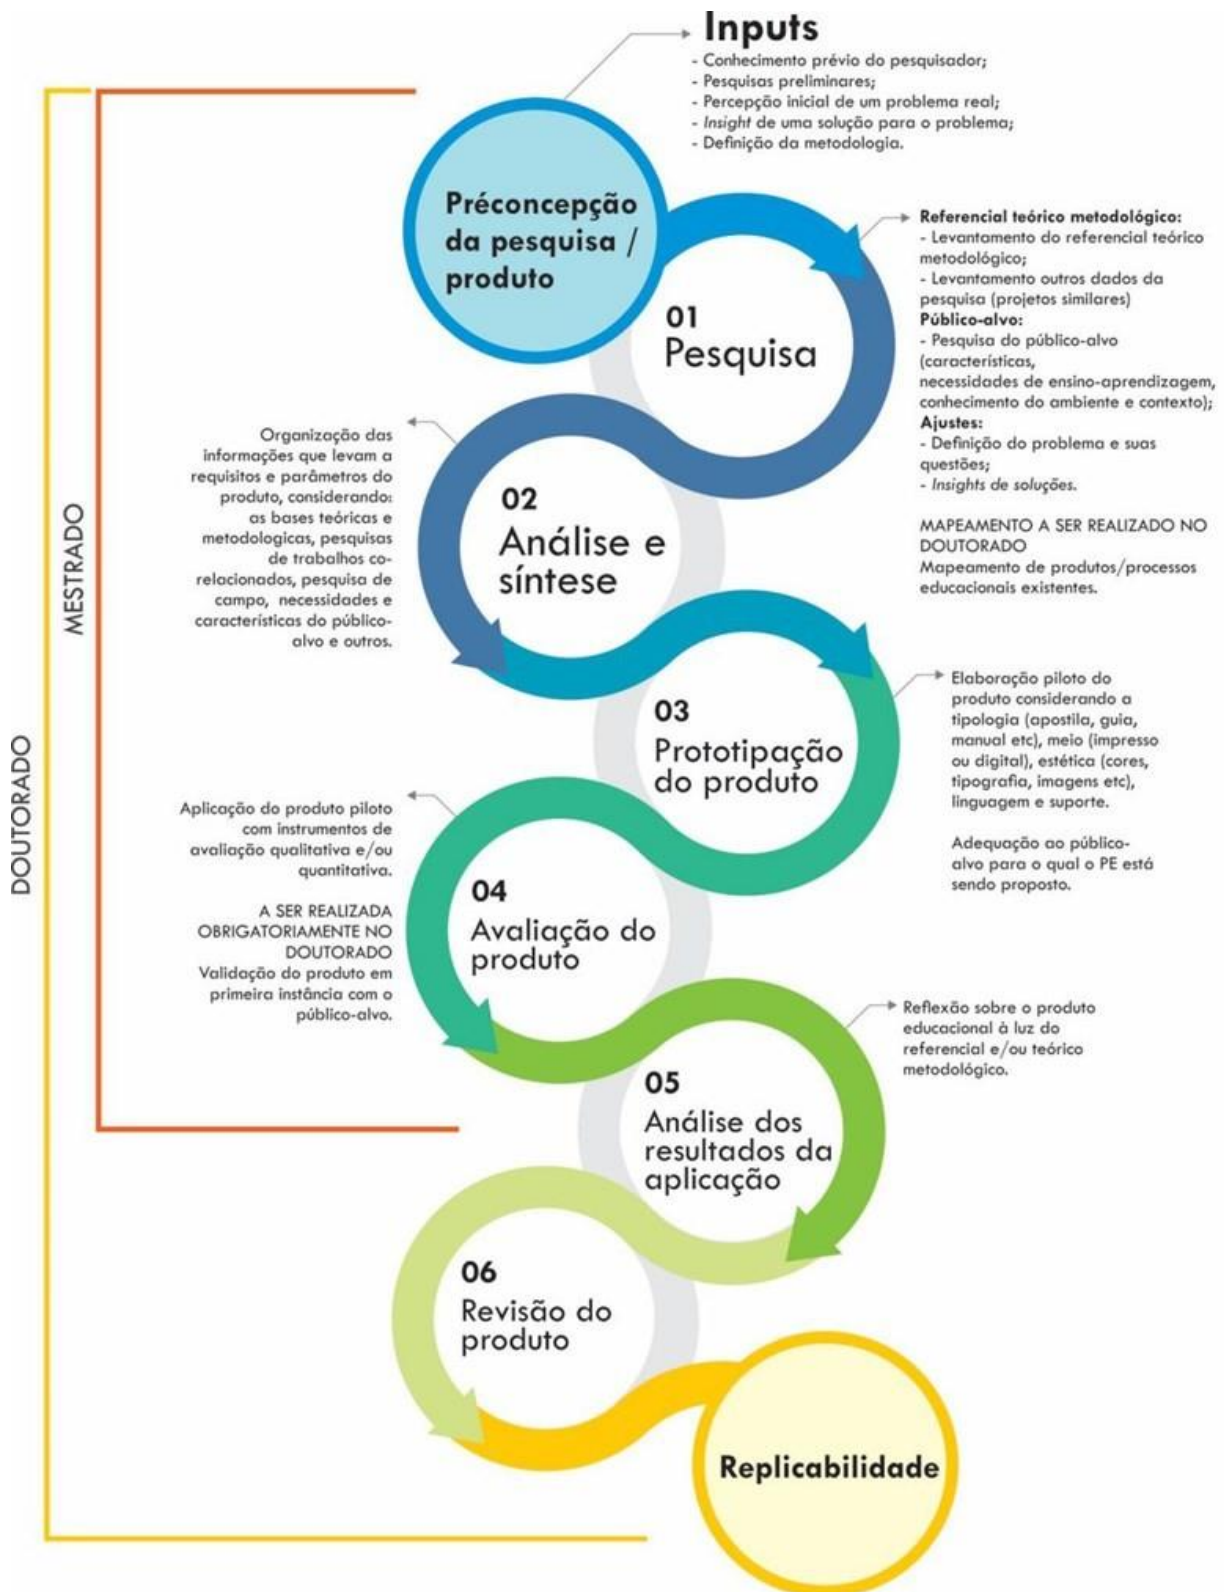 Inputs
- Conhecimento prévio do pesquisador;
- Pesquisas preliminares;
- Percepção inicial de um problema real;
- Insight de uma solução para o problema;
- Definição da metodologia.
Préconcepção
da pesquisa /
produto
01
Pesquisa
Referencial teórico metodológico:
- Levantamento do referencial teórico
metodológico;
- Levantamento outros dados da
pesquisa (projetos similares)
Público-alvo:
- Pesquisa do público-alvo
(características,
necessidades de ensino-aprendizagem,
conhecimento do ambiente e contexto);
Ajustes:
- Definição do problema e suas
questões;
- Insights de soluções.
MAPEAMENTO A SER REALIZADO NO
DOUTORADO
Mapeamento de produtos/processos
educacionais existentes.
Organização das
informações que levam a
requisitos e parâmetros do
produto, considerando:
as bases teóricas e
metodologicas, pesquisas
de trabalhos co-
relacionados, pesquisa de
campo, necessidades e
características do público-
alvo e outros.
02
Análise e
síntese
MESTRADO
DOUTORADO
03
Prototipação
do produto
Elaboração piloto do
produto considerando a
tipologia (apostila, guia,
manual etc), meio (impresso
ou digital), estética (cores,
tipografia, imagens etc),
linguagem e suporte.
Adequação ao público-
alvo para o qual o PE está
sendo proposto.
Aplicação do produto piloto
com instrumentos de
avaliação qualitativa e/ou
quantitativa.
A SER REALIZADA
OBRIGATORIAMENTE NO
DOUTORADO
Validação do produto em
primeira instância com o
público-alvo.
04
Avaliação do
produto
Reflexão sobre o produto
educacional à luz do
referencial e/ou teórico
metodológico.
05
Análise dos
resultados da
aplicação
06
Revisão do
produto
Replicabilidade